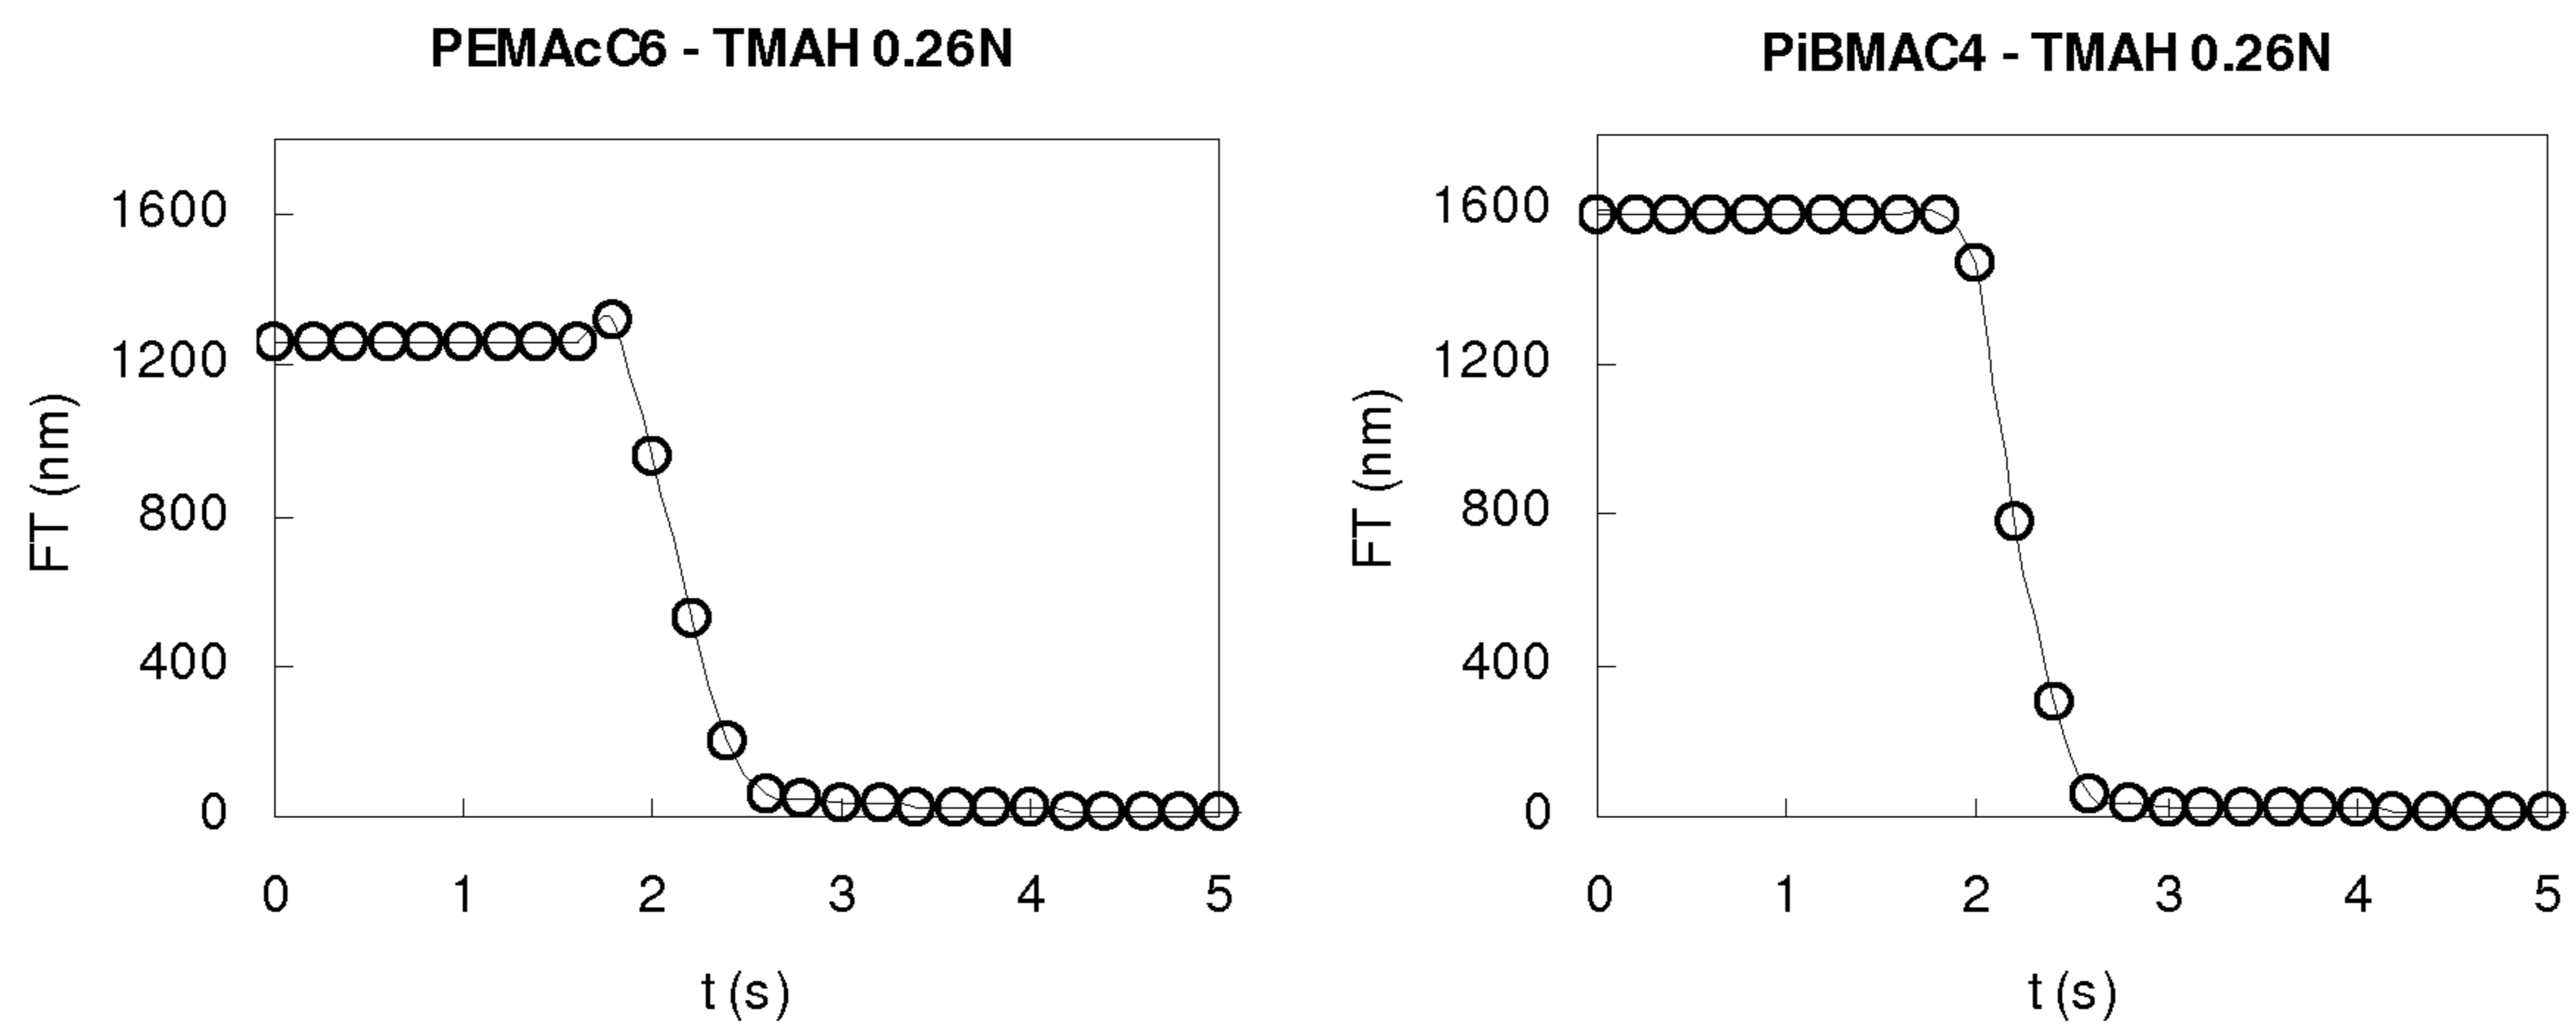 PEMAcC6 - TMAH 0.26N
1600
1200
800
400
0
FT (nm)
0 1 2 3 4 5
t (s)
PiBMAC4 - TMAH 0.26N
1600
1200
800
400
0
FT (nm)
0 1 2 3 4 5
t (s)